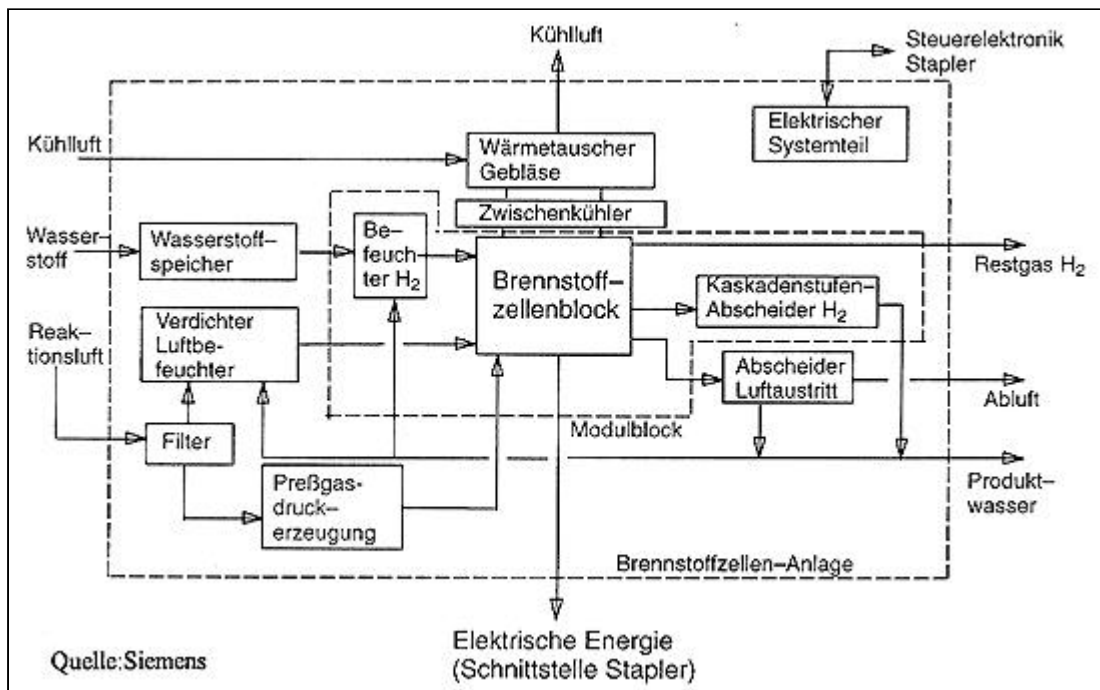 Kühlluft
Steuerelektronik
Stapler
Elektrischer
Systemteil
Kühlluft
Wärmetauscher
Gebläse
Zwischenkühler
Wasser–
stoff
Wasserstoff–
speicher
Be–
feuch–
ter H₂
Brennstoff–
zellenblock
Restgas H₂
Kaskadenstufen–
Abscheider H₂
Reak–
tionsluft
Verdichter
Luftbe–
feuchter
Abscheider
Luftaustritt
Abluft
Modulblock
Filter
Preßgas-
druck–
erzeugung
Produkt–
wasser
Brennstoffzellen–Anlage
Elektrische Energie
(Schnittstelle Stapler)
Quelle:Siemens